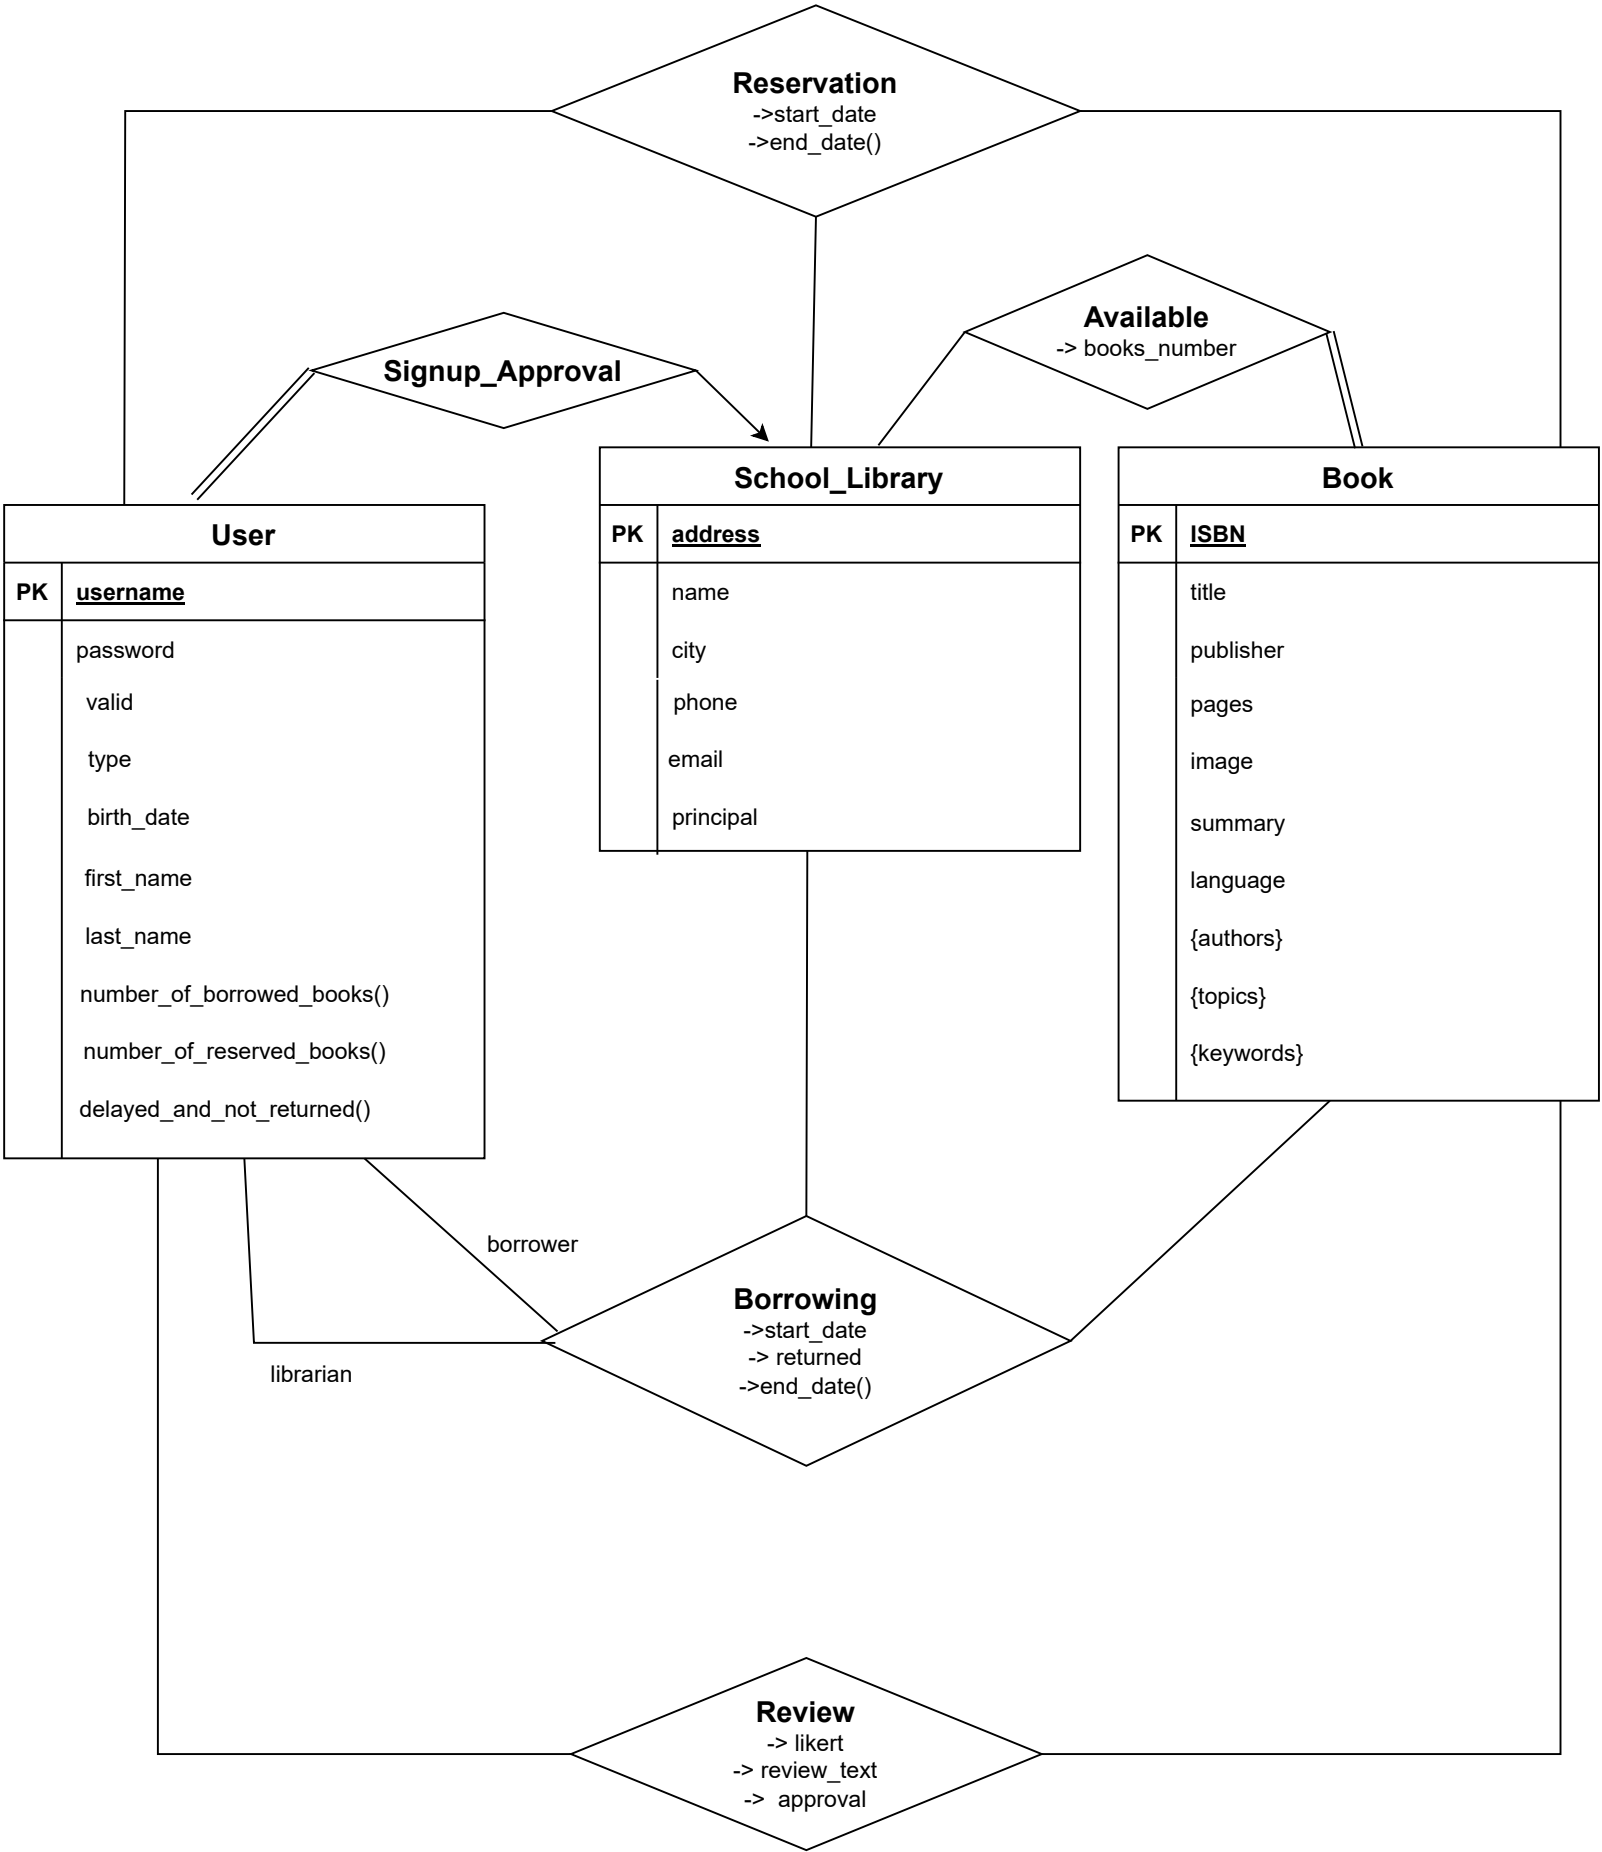 Reservation
->start_date
->end_date()
Signup_Approval
Available
-> books_number
User
PK username
password
valid
type
birth_date
first_name
last_name
number_of_borrowed_books()
number_of_reserved_books()
delayed_and_not_returned()
School_Library
PK address
name
city
phone
email
principal
Book
PK ISBN
title
publisher
pages
image
summary
language
{authors}
{topics}
{keywords}
borrower
librarian
Borrowing
->start_date
-> returned
->end_date()
Review
-> likert
-> review_text
-> approval